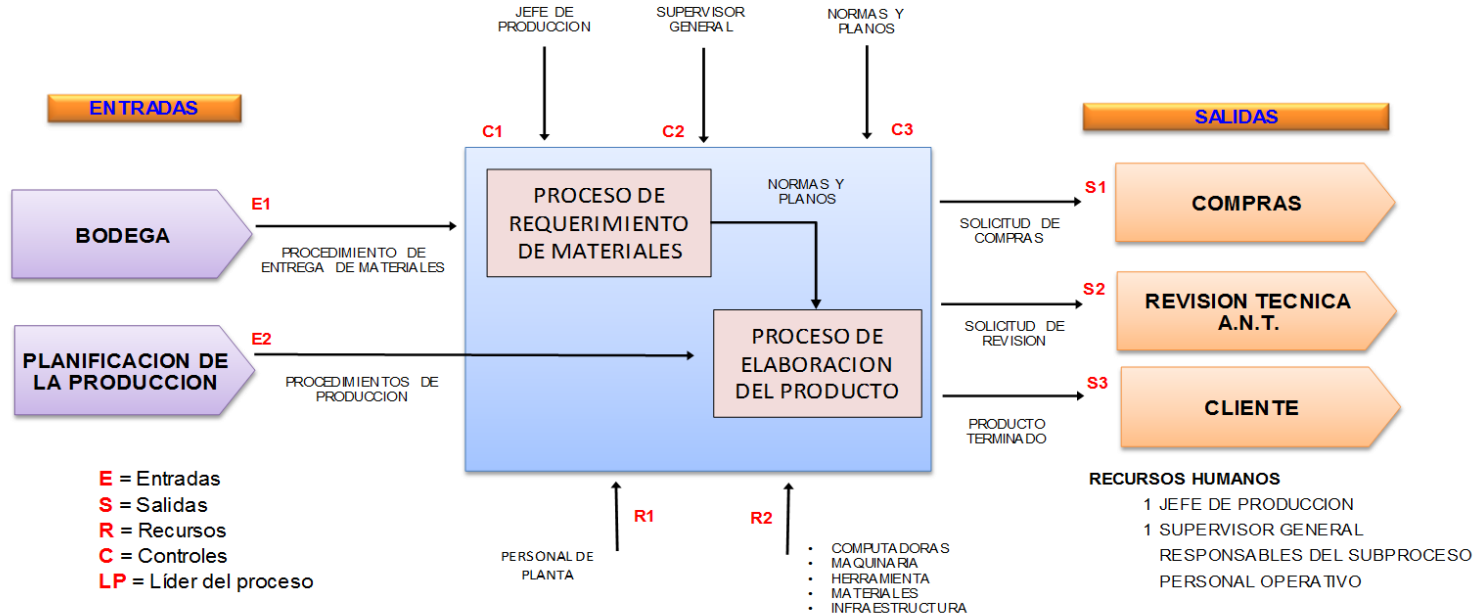 JEFE DE
PRODUCCION
SUPERVISOR
GENERAL
NORMAS Y
PLANOS
ENTRADAS
SALIDAS
C1
C2
C3
BODEGA
E1
PROCEDIMIENTO DE
ENTREGA DE MATERIALES
PROCESO DE
REQUERIMIENTO
DE MATERIALES
NORMAS Y
PLANOS
S1
SOLICITUD DE
COMPRAS
COMPRAS
PLANIFICACION DE
LA PRODUCCION
E2
PROCEDIMIENTOS DE
PRODUCCION
PROCESO DE
ELABORACION
DEL PRODUCTO
S2
SOLICITUD DE
REVISION
REVISION TECNICA
A.N.T.
S3
PRODUCTO
TERMINADO
CLIENTE
E = Entradas
S = Salidas
R = Recursos
C = Controles
LP = Líder del proceso
R1
PERSONAL DE
PLANTA
R2
• COMPUTADORAS
• MAQUINARIA
• HERRAMIENTA
• MATERIALES
• INFRAESTRUCTURA
RECURSOS HUMANOS
1 JEFE DE PRODUCCION
1 SUPERVISOR GENERAL
RESPONSABLES DEL SUBPROCESO
PERSONAL OPERATIVO